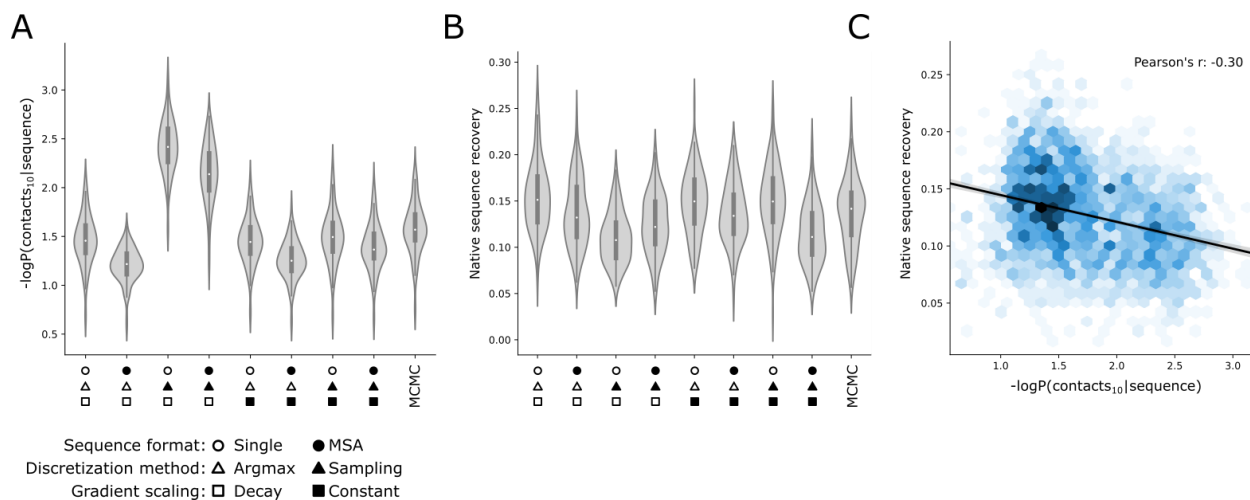 A
-logP(contacts₁₀|sequence)
3.5
3.0
2.5
2.0
1.5
1.0
0.5
MCMC
B
Native sequence recovery
0.30
0.25
0.20
0.15
0.10
0.05
0.00
MCMC
C
Pearson's r: -0.30
Native sequence recovery
0.25
0.20
0.15
0.10
0.05
1.0 1.5 2.0 2.5 3.0
-logP(contacts₁₀|sequence)
Sequence format: Single MSA
Discretization method: Argmax Sampling
Gradient scaling: Decay Constant